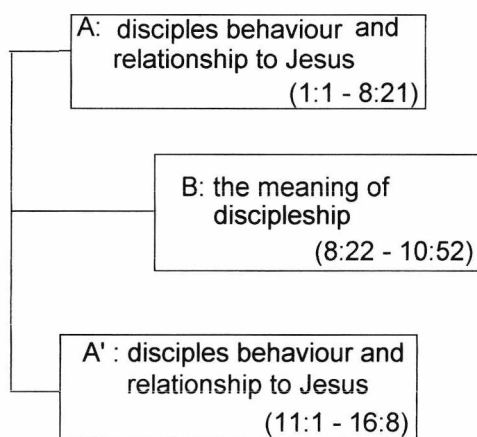 A: disciples behaviour and
relationship to Jesus
(1:1 - 8:21)
B: the meaning of
discipleship
(8:22 - 10:52)
A' : disciples behaviour and
relationship to Jesus
(11:1 - 16:8)